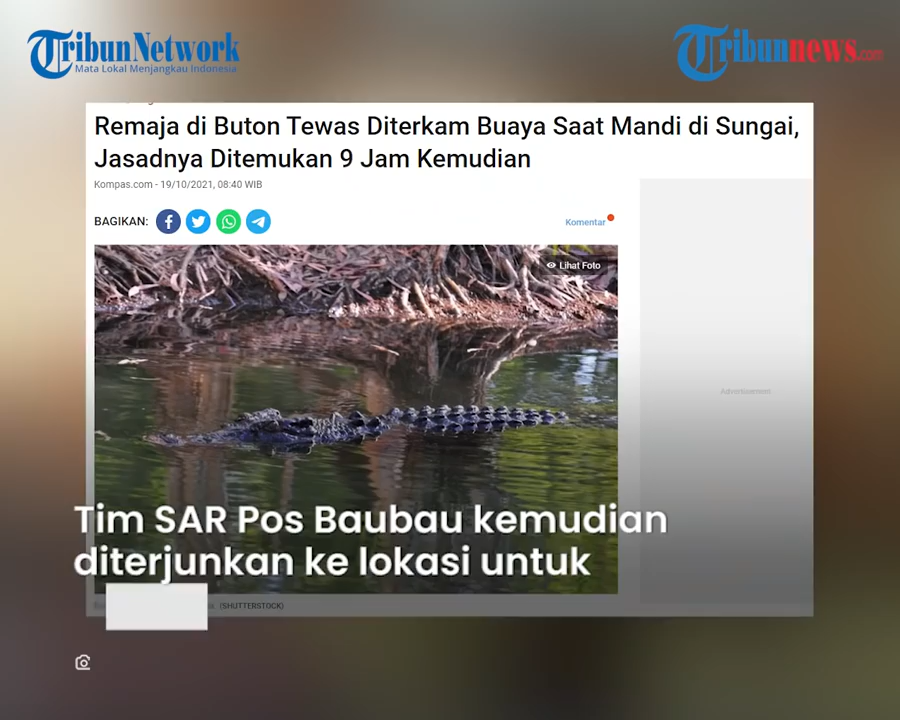 TribunNetwork
Mata Lokal Menjangkau Indonesia
Tribunnews.com
Remaja di Buton Tewas Diterkam Buaya Saat Mandi di Sungai,
Jasadnya Ditemukan 9 Jam Kemudian
Kompas.com - 19/10/2021, 08:40 WIB
BAGIKAN:
Komentar
Lihat Foto
Advertisement
Tim SAR Pos Baubau kemudian
diterjunkan ke lokasi untuk
(SHUTTERSTOCK)